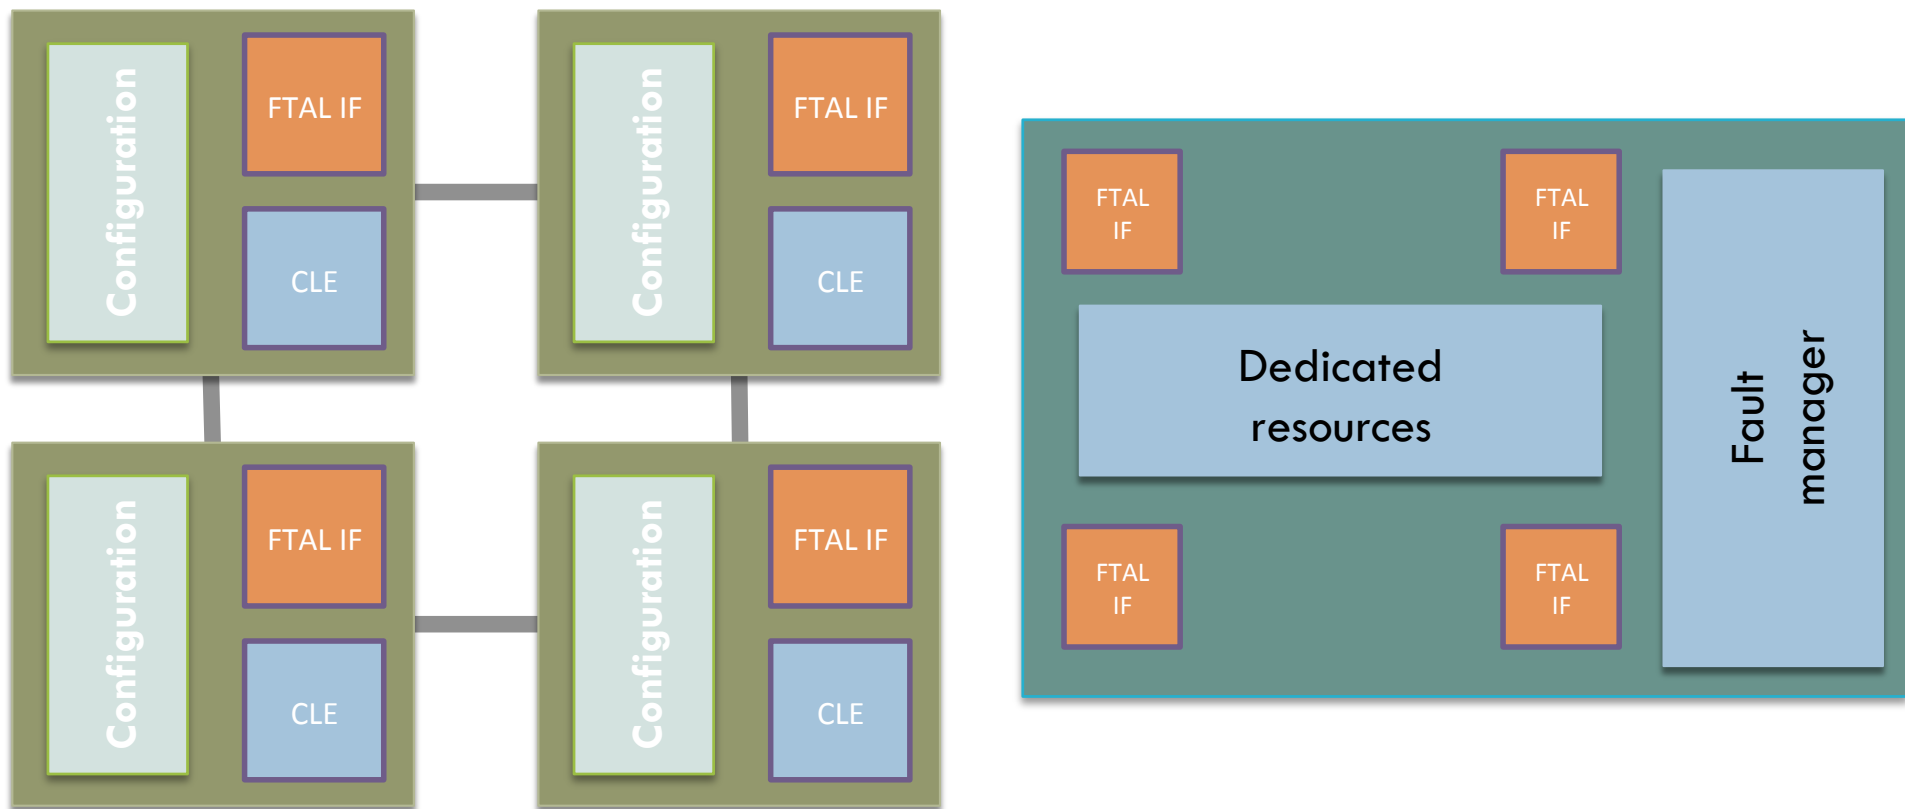 Configuration
FTAL IF
CLE
Configuration
FTAL IF
CLE
Configuration
FTAL IF
CLE
Configuration
FTAL IF
CLE
FTAL
IF
FTAL
IF
Dedicated
resources
FTAL
IF
FTAL
IF
Fault
manager